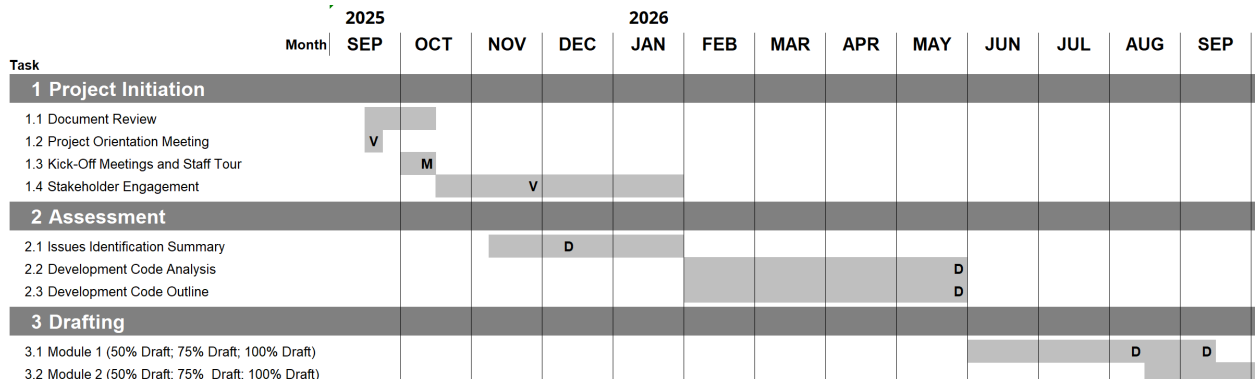 2025 2026
Month SEP OCT NOV DEC JAN FEB MAR APR MAY JUN JUL AUG SEP
Task
1 Project Initiation
1.1 Document Review
1.2 Project Orientation Meeting V
1.3 Kick-Off Meetings and Staff Tour M
1.4 Stakeholder Engagement V
2 Assessment
2.1 Issues Identification Summary D
2.2 Development Code Analysis D
2.3 Development Code Outline D
3 Drafting
3.1 Module 1 (50% Draft; 75% Draft; 100% Draft) D D
3.2 Module 2 (50% Draft; 75% Draft; 100% Draft)